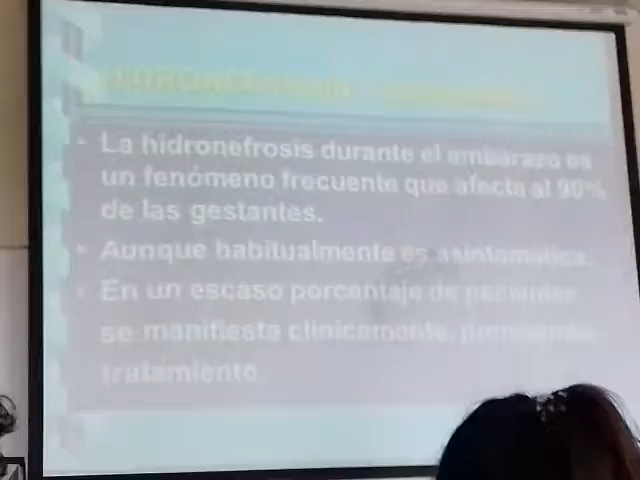 HIDRONEFROSIS
La hidronefrosis durante el embarazo es
un fenómeno frecuente que afecta al 90%
de las gestantes.
Aunque habitualmente es asintomática.
En un escaso porcentaje de pacientes
se manifiesta clínicamente,
tratamiento